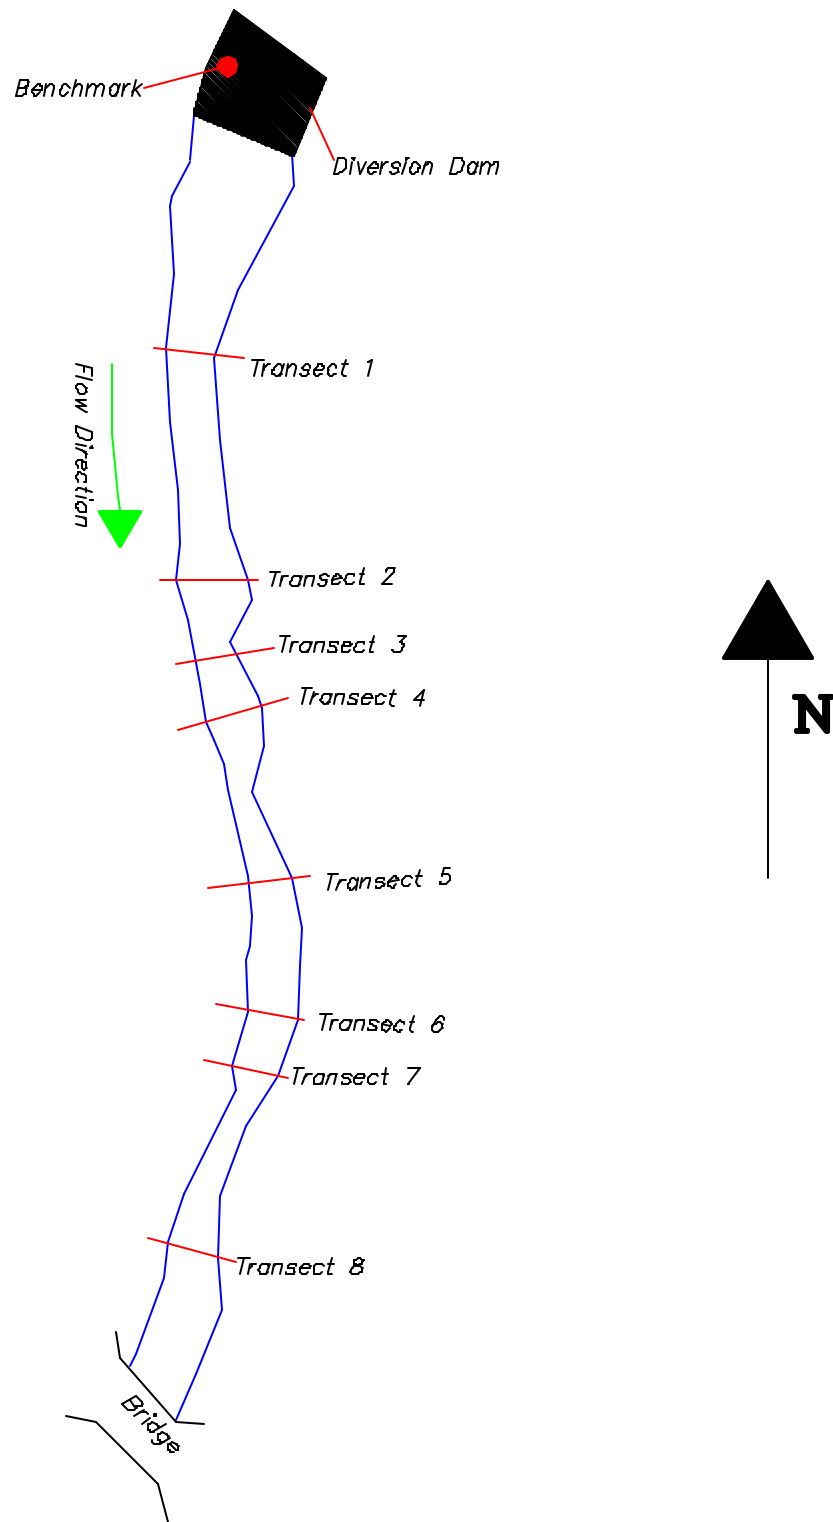 Benchmark
Diversion Dam
Transect 1
Flow Direction
Transect 2
Transect 3
Transect 4
N
Transect 5
Transect 6
Transect 7
Transect 8
Bridge